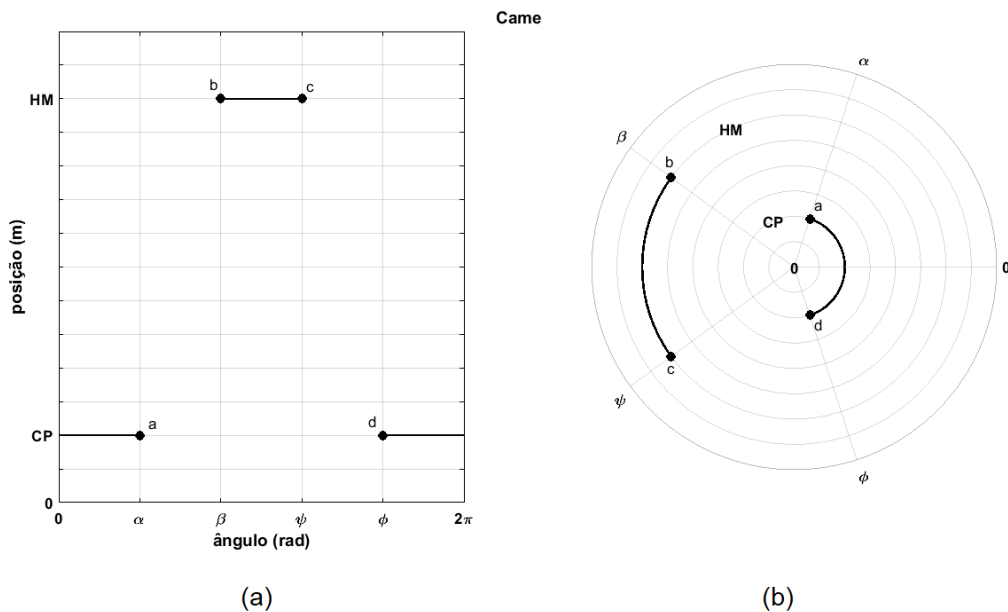 Came
HM
b
c
posição (m)
CP
a
d
0
0
α
β
ψ
ϕ
2π
ângulo (rad)
(a)
α
β
HM
b
a
CP
0
0
d
c
ψ
ϕ
(b)